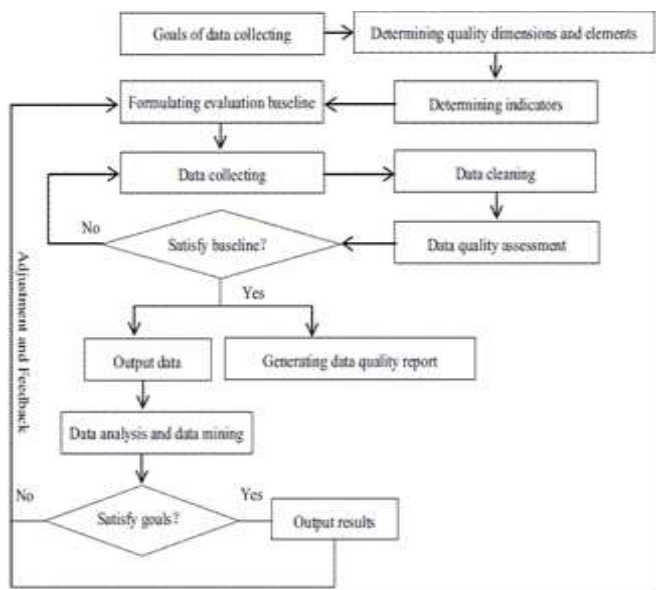 Goals of data collecting
Determining quality dimensions and elements
Formulating evaluation baseline
Determining indicators
Data collecting
Data cleaning
No
Satisfy baseline?
Data quality assessment
Yes
Output data
Generating data quality report
Adjustment and Feedback
Data analysis and data mining
No
Satisfy goals?
Yes
Output results